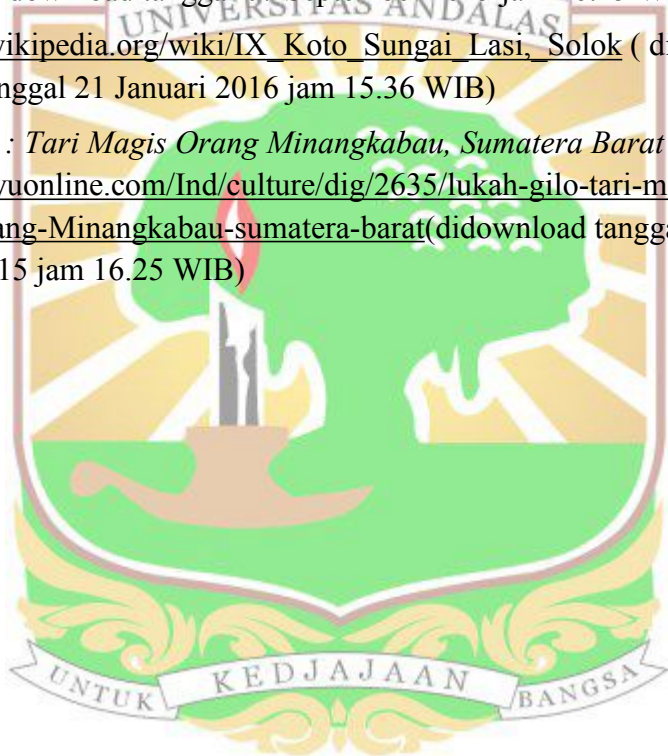 UNIVERSITAS ANDALAS
wikipedia.org/wiki/IX_Koto_Sungai_Lasi,_Solok ( di
nggal 21 Januari 2016 jam 15.36 WIB)
: Tari Magis Orang Minangkabau, Sumatera Barat
yuonline.com/Ind/culture/dig/2635/lukah-gilo-tari-m
ang-Minangkabau-sumatera-barat(didownload tangga
15 jam 16.25 WIB)
UNTUK KEDJAJAAN BANGSA